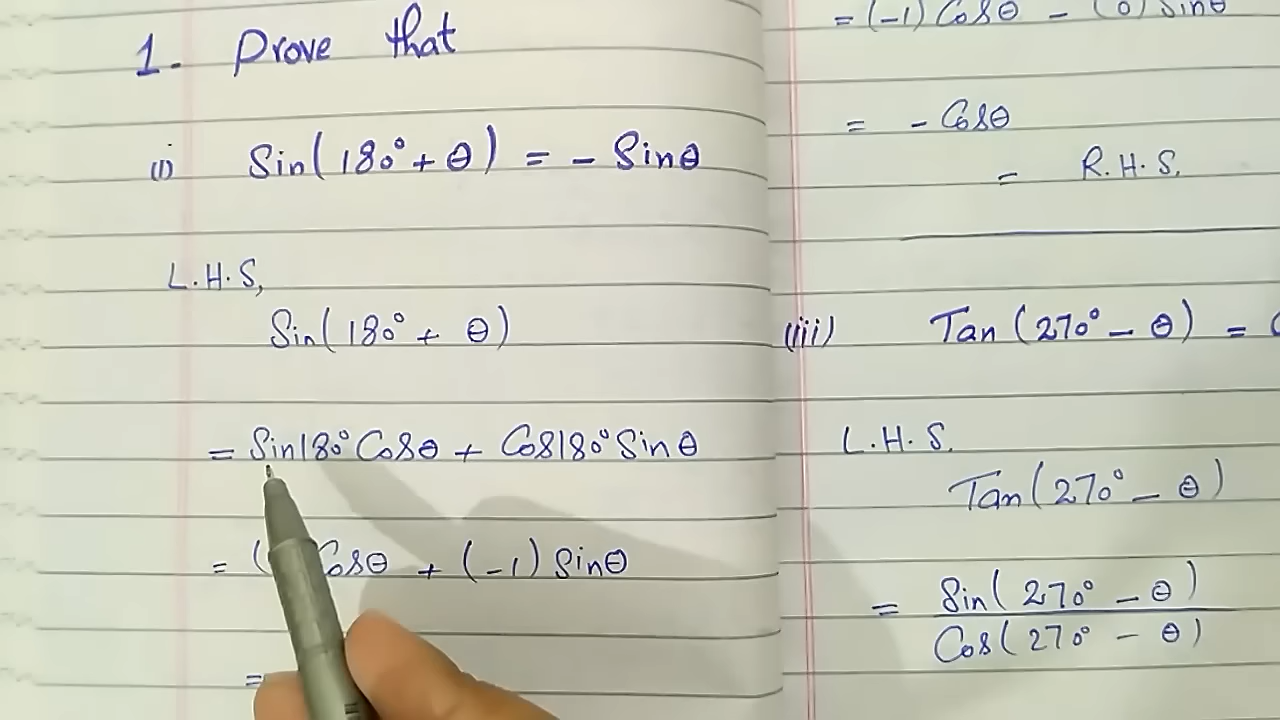 1. Prove that
(i) Sin(180° + θ) = - Sinθ
L.H.S,
Sin(180° + θ)
= Sin180° Cosθ + Cos180° Sinθ
= ( Cosθ + (-1) Sinθ
=
= (-1) Cosθ - (0) Sinθ
= - Cosθ
= R.H.S.
(iii) Tan (270° - θ) =
L.H.S.
Tan(270° - θ)
= Sin(270° - θ)
Cos(270° - θ)